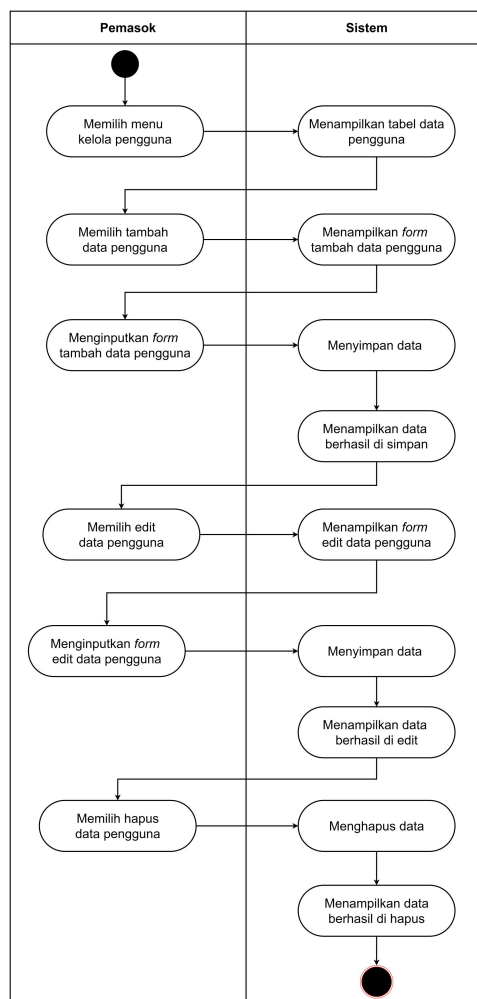 Pemasok
Sistem
Memilih menu
kelola pengguna
Menampilkan tabel data
pengguna
Memilih tambah
data pengguna
Menampilkan form
tambah data pengguna
Menginputkan form
tambah data pengguna
Menyimpan data
Menampilkan data
berhasil di simpan
Memilih edit
data pengguna
Menampilkan form
edit data pengguna
Menginputkan form
edit data pengguna
Menyimpan data
Menampilkan data
berhasil di edit
Memilih hapus
data pengguna
Menghapus data
Menampilkan data
berhasil di hapus